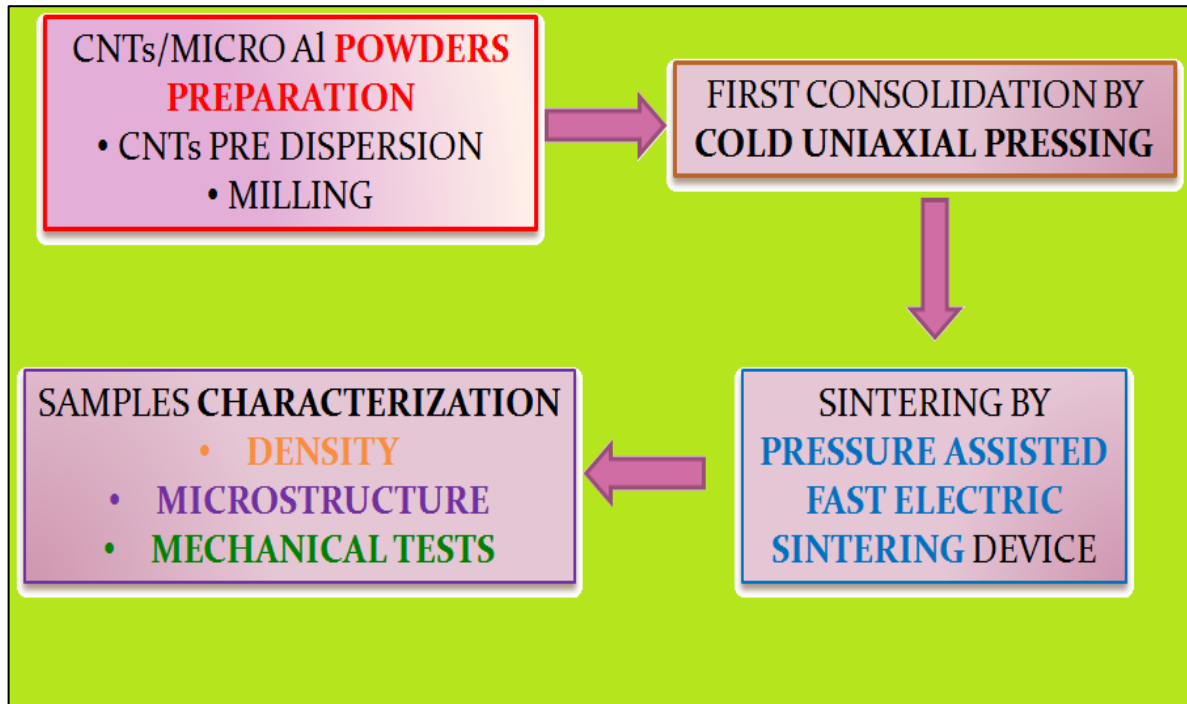 CNTs/MICRO Al POWDERS
PREPARATION
• CNTs PRE DISPERSION
• MILLING
FIRST CONSOLIDATION BY
COLD UNIAXIAL PRESSING
SINTERING BY
PRESSURE ASSISTED
FAST ELECTRIC
SINTERING DEVICE
SAMPLES CHARACTERIZATION
• DENSITY
• MICROSTRUCTURE
• MECHANICAL TESTS